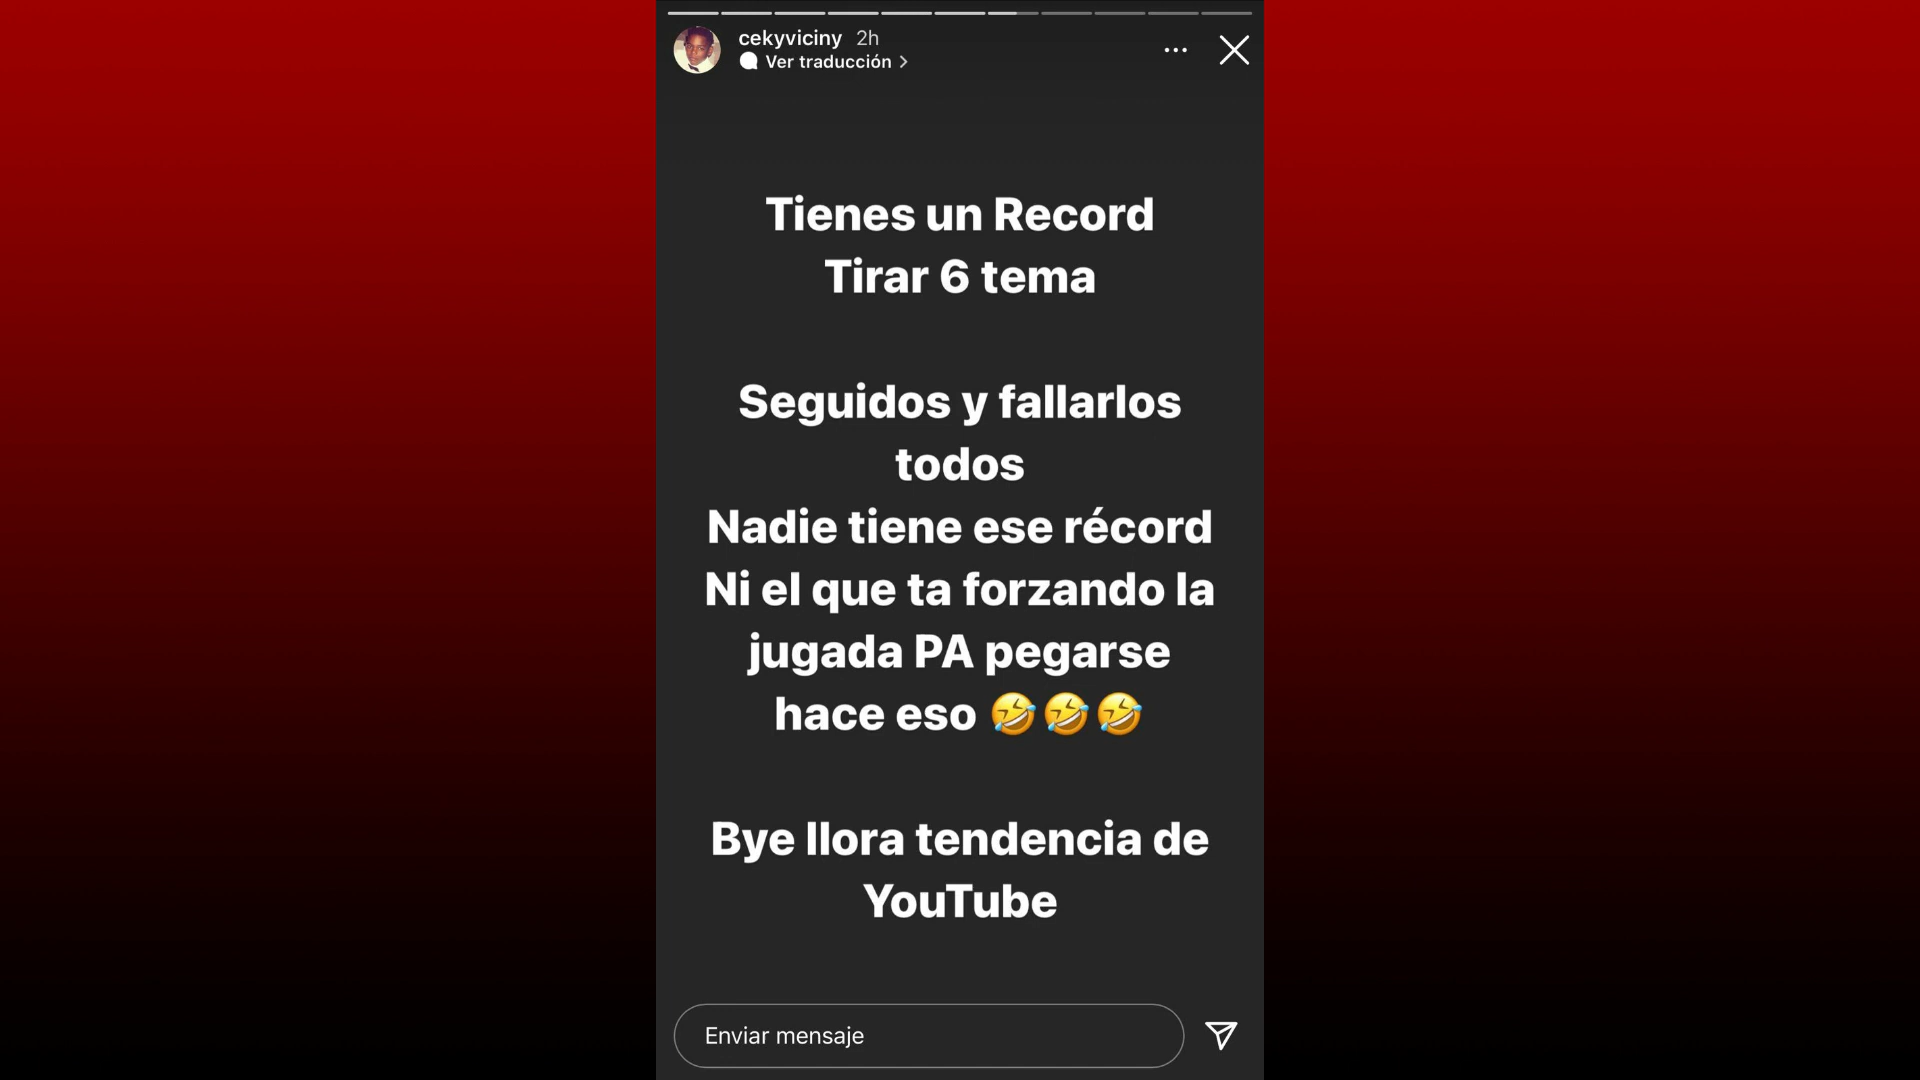 cekyviciny 2h
Ver traducción
Tienes un Record
Tirar 6 tema
Seguidos y fallarlos
todos
Nadie tiene ese récord
Ni el que ta forzando la
jugada PA pegarse
hace eso 🤣🤣🤣
Bye llora tendencia de
YouTube
Enviar mensaje